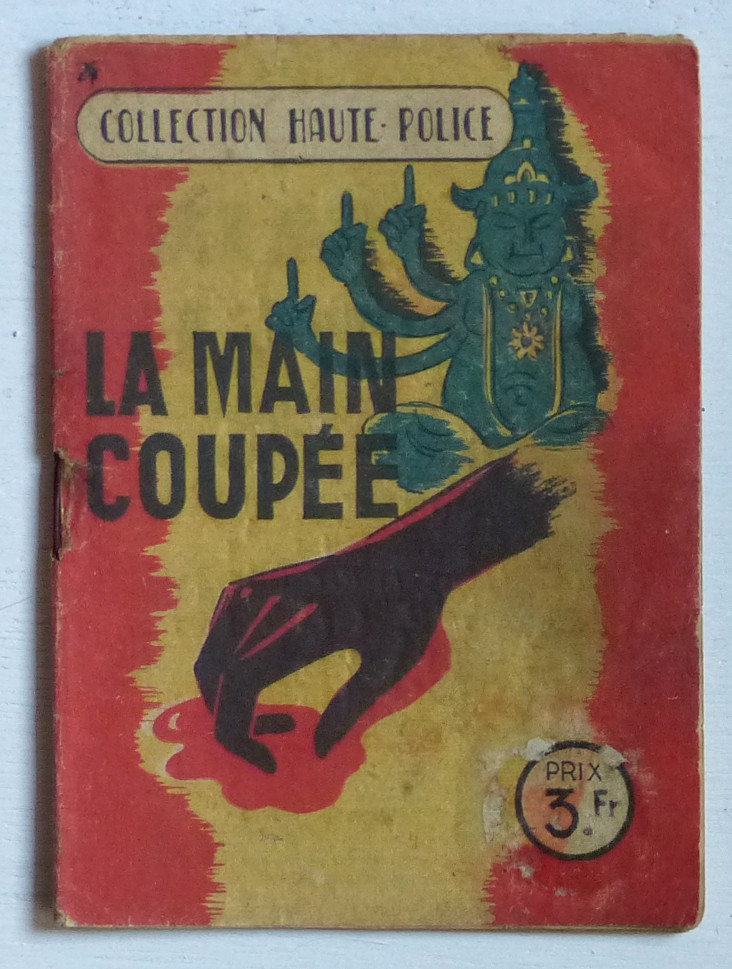 COLLECTION HAUTE-POLICE
LA MAIN
COUPÉE
PRIX
3.Fr